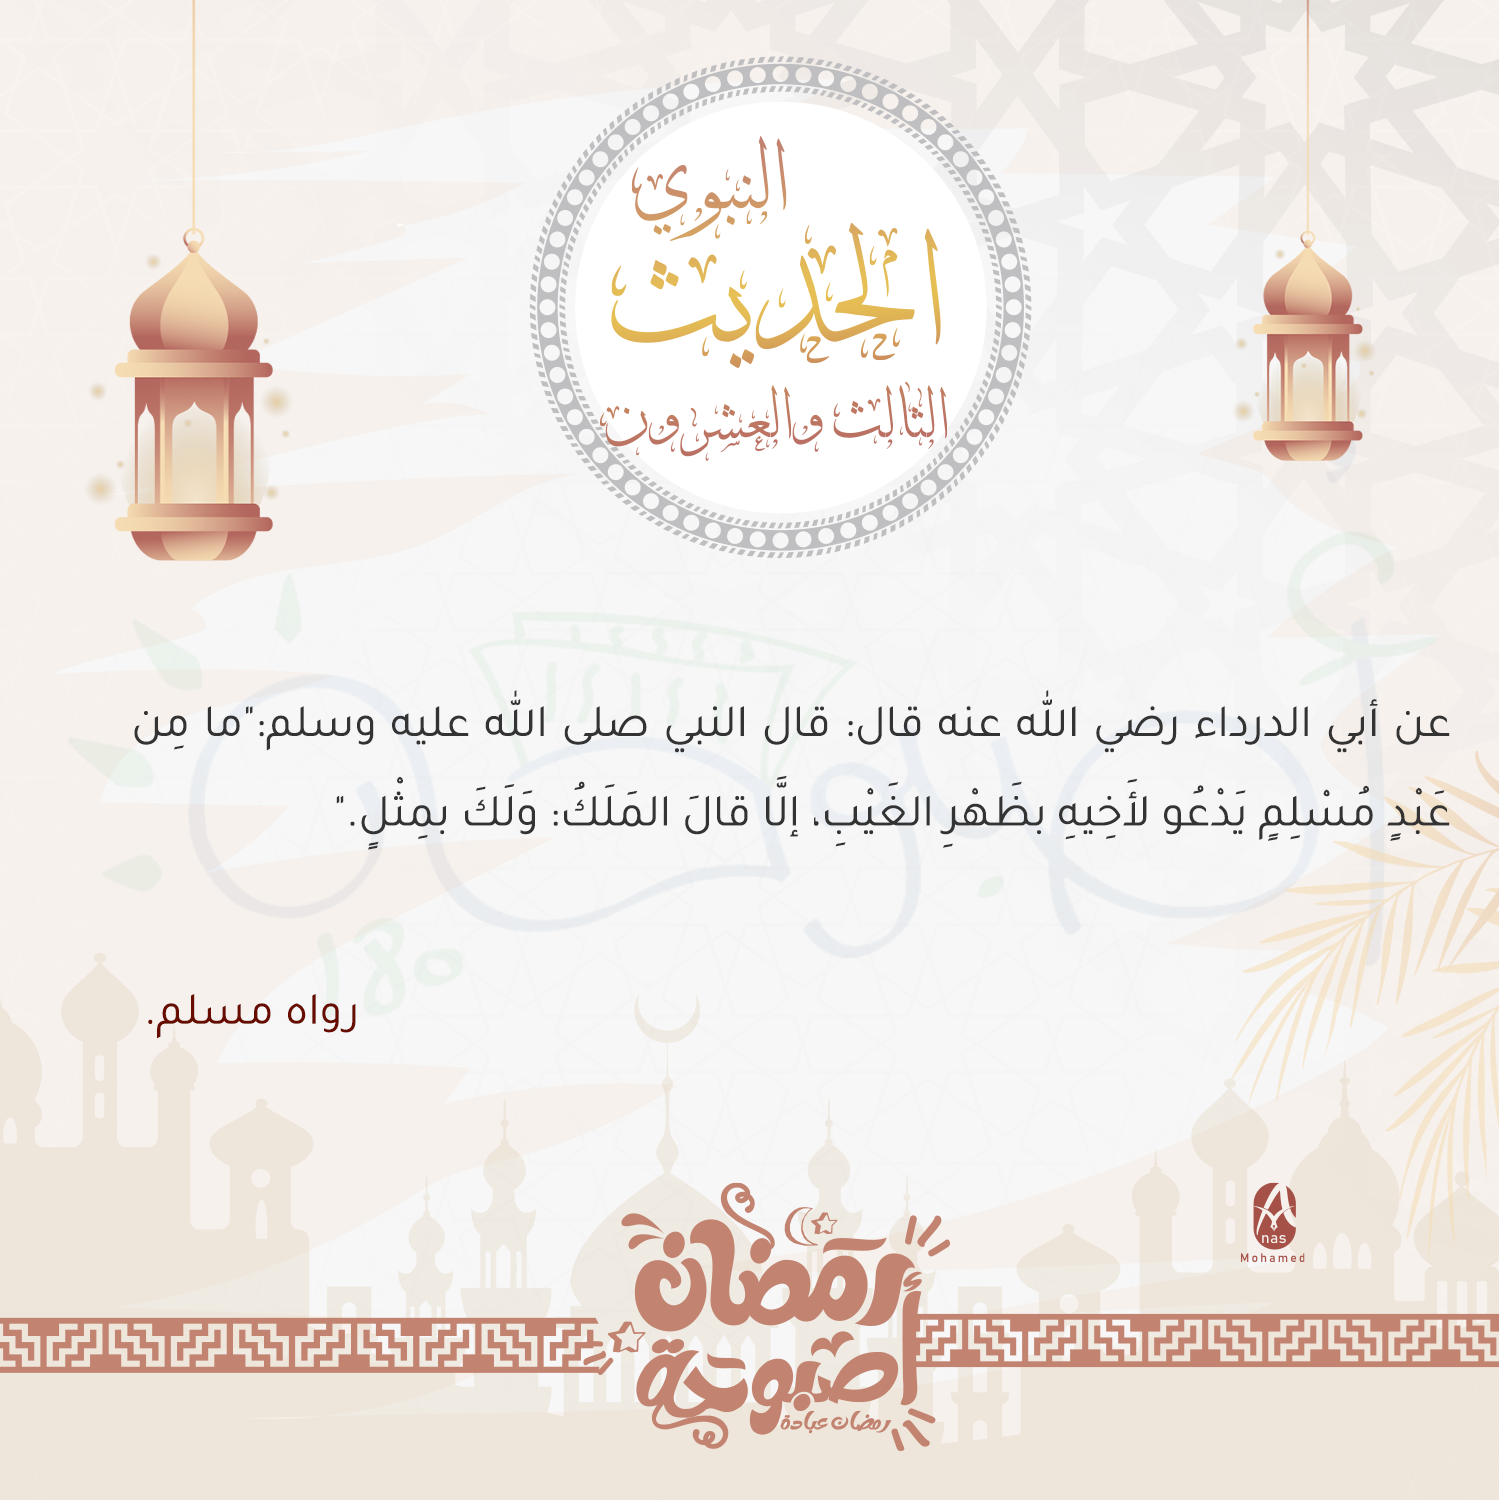 النبوي
الحديث
الثالث والعشرون
عن أبي الدرداء رضي الله عنه قال: قال النبي صلى الله عليه وسلم:"ما مِن
عَبْدٍ مُسْلِمٍ يَدْعُو لأَخِيهِ بظَهْرِ الغَيْبِ، إلَّا قالَ المَلَكُ: وَلَكَ بمِثْلٍ."
رواه مسلم.
١٤٥
nas
Mohamed
رمضان
أصبوحة
رمضان عبادة